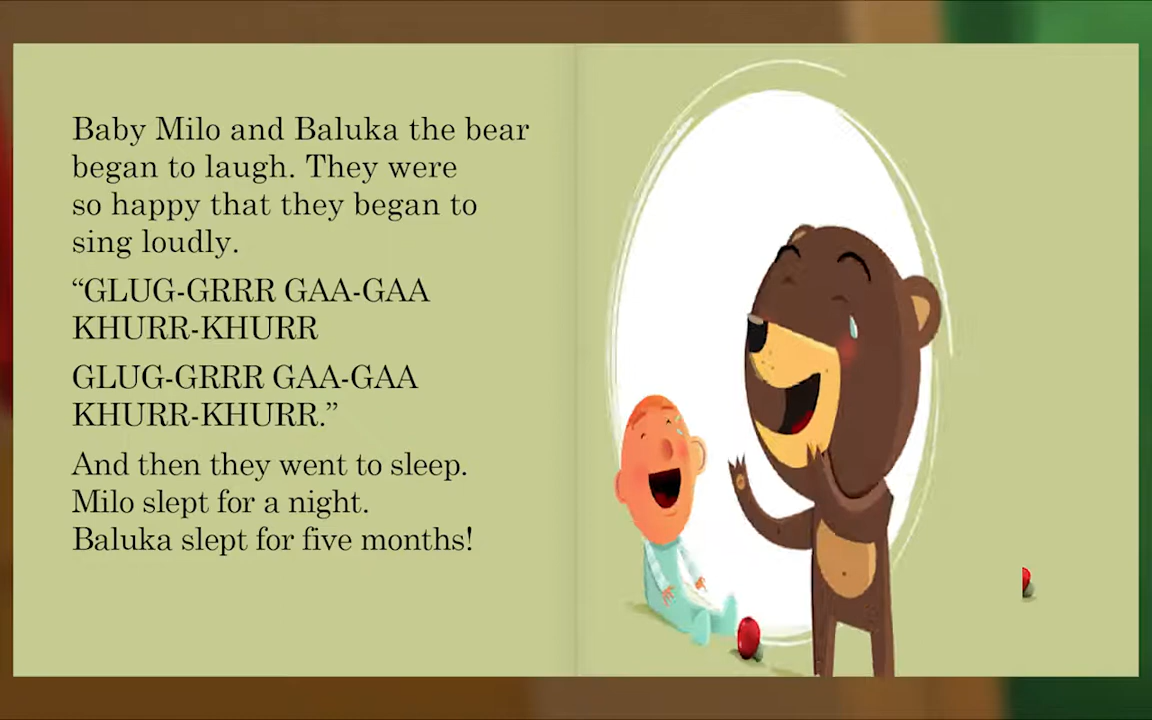 Baby Milo and Baluka the bear
began to laugh. They were
so happy that they began to
sing loudly.
“GLUG-GRRR GAA-GAA
KHURR-KHURR
GLUG-GRRR GAA-GAA
KHURR-KHURR.”
And then they went to sleep.
Milo slept for a night.
Baluka slept for five months!